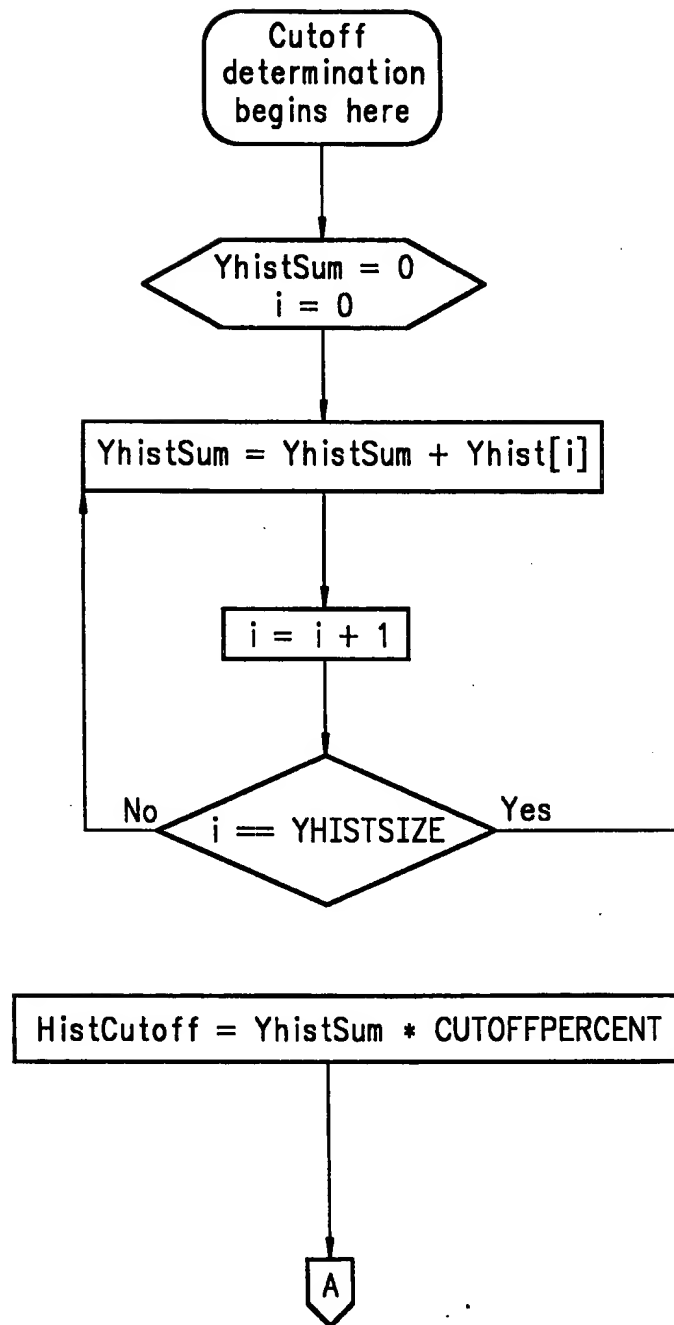 Cutoff
determination
begins here
YhistSum = 0
i = 0
YhistSum = YhistSum + Yhist[i]
i = i + 1
No
i == YHISTSIZE
Yes
HistCutoff = YhistSum * CUTOFFPERCENT
A